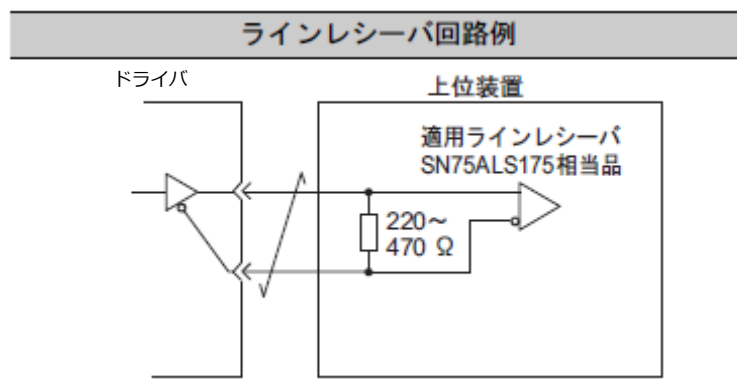 ラインレシーバ回路例
ドライバ
上位装置
適用ラインレシーバ
SN75ALS175相当品
220～
470 Ω